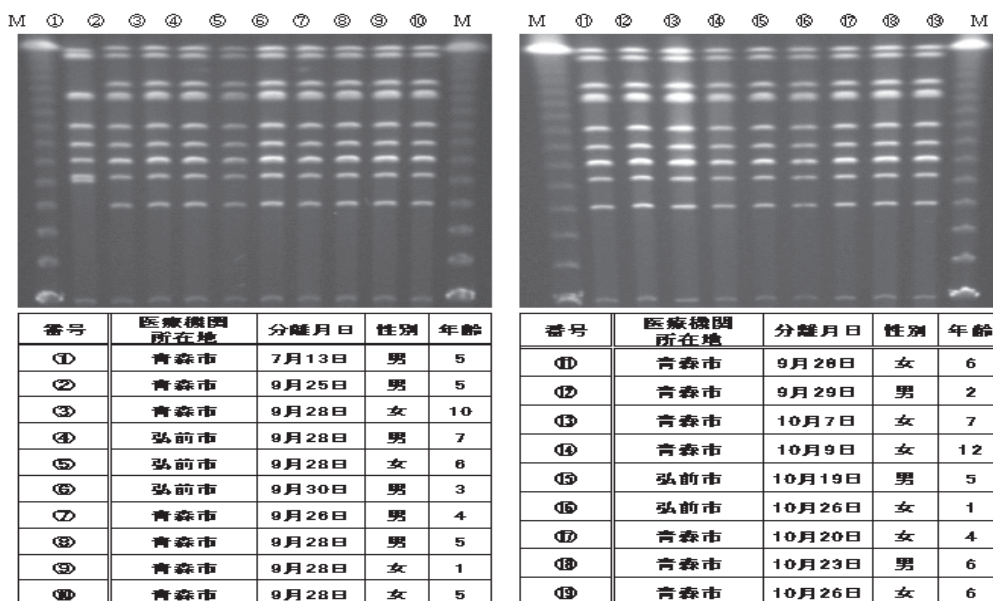 M ① ② ③ ④ ⑤ ⑥ ⑦ ⑧ ⑨ ⑩ M
番号 医療機関所在地 分離月日 性別 年齢
① 青森市 7月13日 男 5
② 青森市 9月25日 男 5
③ 青森市 9月28日 女 10
④ 弘前市 9月28日 男 7
⑤ 弘前市 9月28日 女 6
⑥ 弘前市 9月30日 男 3
⑦ 青森市 9月26日 男 4
⑧ 青森市 9月28日 男 5
⑨ 青森市 9月28日 女 1
⑩ 青森市 9月28日 女 5
M ⑪ ⑫ ⑬ ⑭ ⑮ ⑯ ⑰ ⑱ ⑲ M
番号 医療機関所在地 分離月日 性別 年齢
⑪ 青森市 9月28日 女 6
⑫ 青森市 9月29日 男 2
⑬ 青森市 10月7日 女 7
⑭ 青森市 10月9日 女 12
⑮ 弘前市 10月19日 男 5
⑯ 弘前市 10月26日 女 1
⑰ 青森市 10月20日 女 4
⑱ 青森市 10月23日 男 6
⑲ 青森市 10月26日 女 6